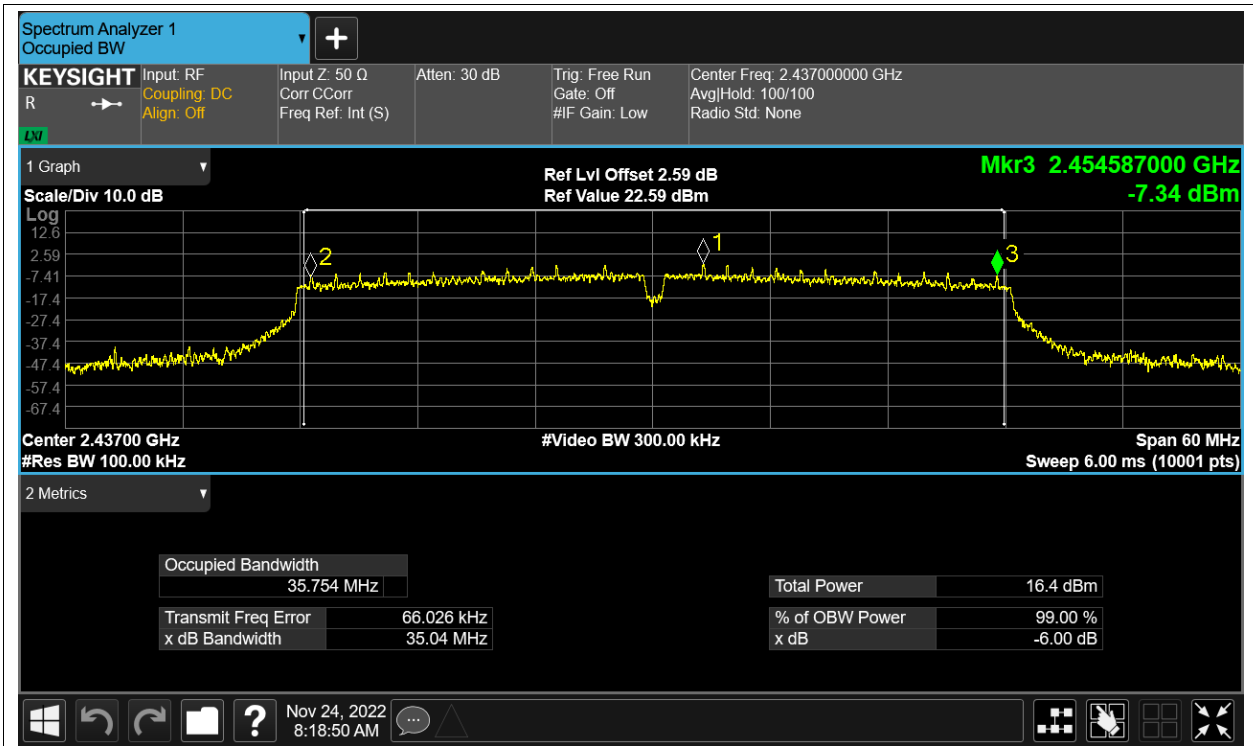 Spectrum Analyzer 1
Occupied BW
KEYSIGHT
R
LXI
Input: RF
Coupling: DC
Align: Off
Input Z: 50 Ω
Corr CCorr
Freq Ref: Int (S)
Atten: 30 dB
Trig: Free Run
Gate: Off
#IF Gain: Low
Center Freq: 2.437000000 GHz
Avg|Hold: 100/100
Radio Std: None
1 Graph
Scale/Div 10.0 dB
Ref Lvl Offset 2.59 dB
Ref Value 22.59 dBm
Mkr3 2.454587000 GHz
-7.34 dBm
Log
12.6
2.59
-7.41
-17.4
-27.4
-37.4
-47.4
-57.4
-67.4
2
1
3
Center 2.43700 GHz
#Res BW 100.00 kHz
#Video BW 300.00 kHz
Span 60 MHz
Sweep 6.00 ms (10001 pts)
2 Metrics
Occupied Bandwidth
35.754 MHz
Transmit Freq Error 66.026 kHz
x dB Bandwidth 35.04 MHz
Total Power 16.4 dBm
% of OBW Power 99.00 %
x dB -6.00 dB
?
Nov 24, 2022
8:18:50 AM